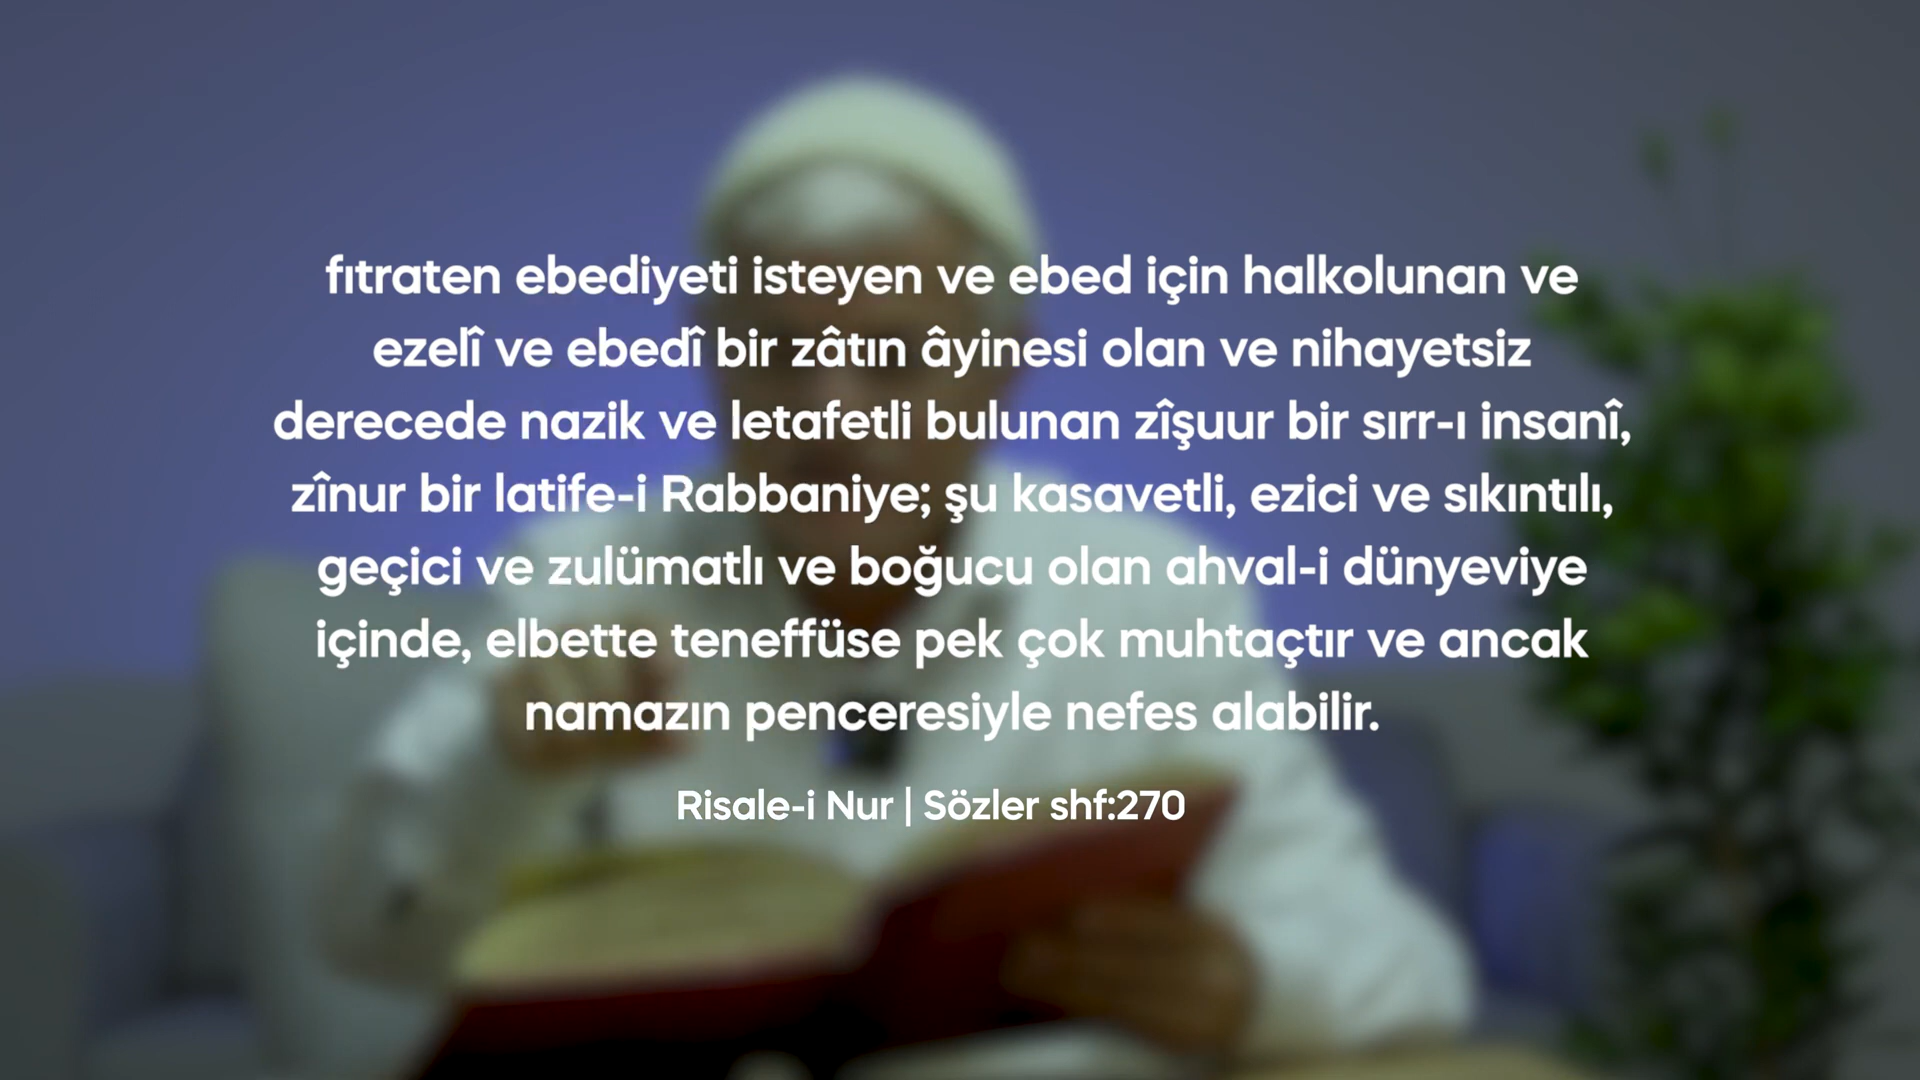 fıtraten ebediyeti isteyen ve ebed için halkolunan ve
ezelî ve ebedî bir zâtın âyinesi olan ve nihayetsiz
derecede nazik ve letafetli bulunan zîşuur bir sırr-ı insanî,
zînur bir latife-i Rabbaniye; şu kasavetli, ezici ve sıkıntılı,
geçici ve zulümatlı ve boğucu olan ahval-i dünyeviye
içinde, elbette teneffüse pek çok muhtaçtır ve ancak
namazın penceresiyle nefes alabilir.
Risale-i Nur | Sözler shf:270